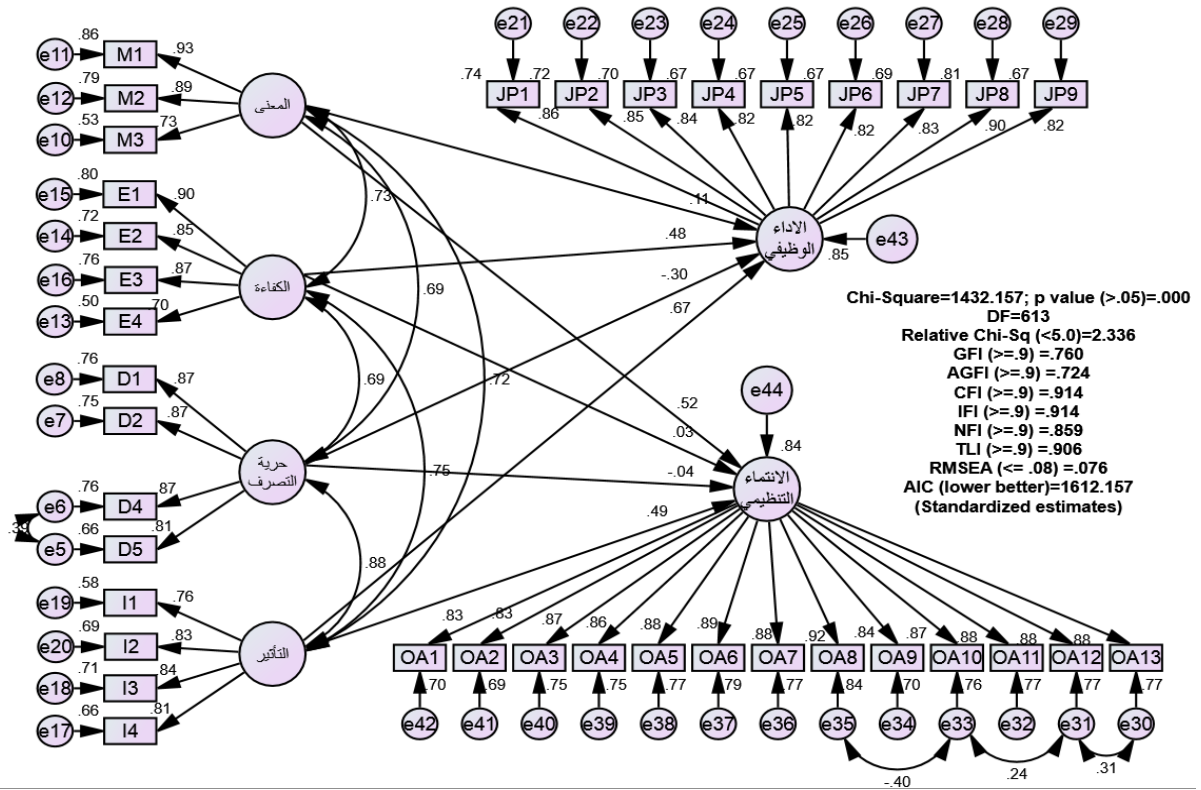 e21 e22 e23 e24 e25 e26 e27 e28 e29
.74 .72 .70 .67 .67 .67 .69 .81 .67
JP1 JP2 JP3 JP4 JP5 JP6 JP7 JP8 JP9
.86 .85 .84 .82 .82 .82 .83 .90 .82
e11 .86 M1 .93
e12 .79 M2 .89
e10 .53 M3 .73
المعنى
e15 .80 E1 .90
e14 .72 E2 .85
e16 .76 E3 .87
e13 .50 E4 .70
الكفاءة
e8 .76 D1 .87
e7 .75 D2 .87
e6 .76 D4 .87
e5 .66 D5 .81
.39
حرية
التصرف
e19 .58 I1 .76
e20 .69 I2 .83
e18 .71 I3 .84
e17 .66 I4 .81
التأثير
.73
.69
.72
.69
.75
.88
.11
.48
-.30
.67
.52
.03
-.04
.49
الاداء
الوظيفي
e43
.85
e44
.84
الانتماء
التنظيمي
Chi-Square=1432.157; p value (>.05)=.000
DF=613
Relative Chi-Sq (<5.0)=2.336
GFI (>=.9) =.760
AGFI (>=.9) =.724
CFI (>=.9) =.914
IFI (>=.9) =.914
NFI (>=.9) =.859
TLI (>=.9) =.906
RMSEA (<= .08) =.076
AIC (lower better)=1612.157
(Standardized estimates)
.83 .83 .87 .86 .88 .89 .88 .92 .84 .87 .88 .88 .88
OA1 OA2 OA3 OA4 OA5 OA6 OA7 OA8 OA9 OA10 OA11 OA12 OA13
.70 .69 .75 .75 .77 .79 .77 .84 .70 .76 .77 .77 .77
e42 e41 e40 e39 e38 e37 e36 e35 e34 e33 e32 e31 e30
-.40 .24 .31